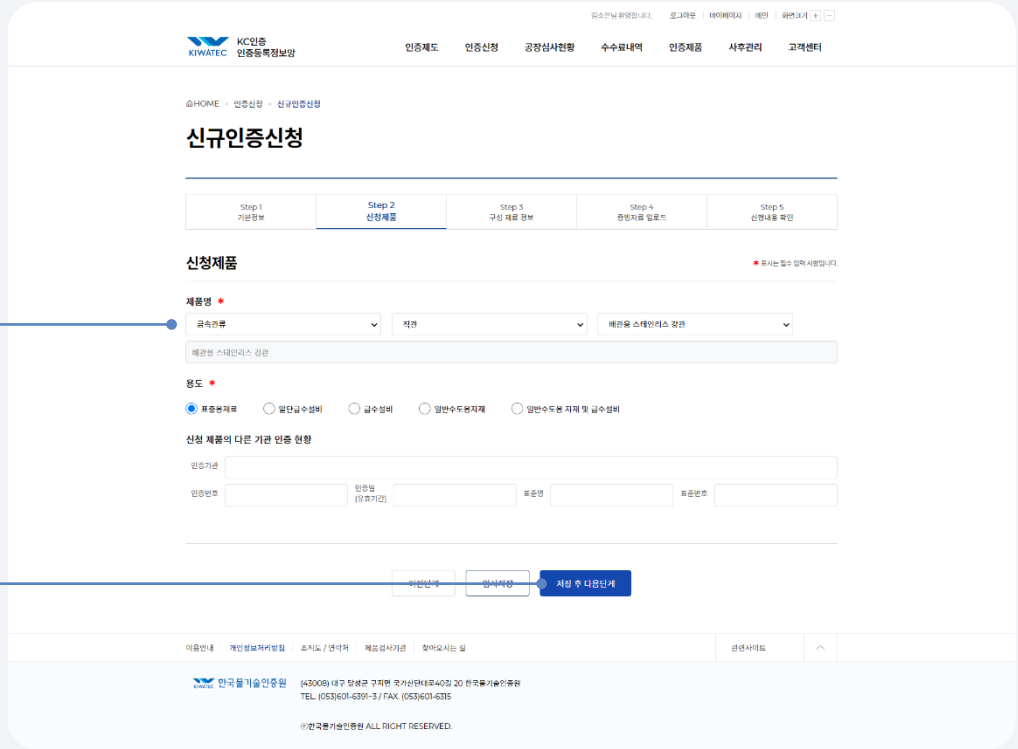 김소은님 환영합니다. 로그아웃 마이페이지 메인 화면크기 + -
KIWATEC KC인증 인증등록정보망
인증제도 인증신청 공장심사현황 수수료내역 인증제품 사후관리 고객센터
HOME 인증신청 신규인증신청
신규인증신청
Step 1 기본정보
Step 2 신청제품
Step 3 구성 재료 정보
Step 4 증빙자료 업로드
Step 5 신청내용 확인
신청제품
* 표시는 필수 입력 사항입니다.
제품명 *
금속관류 직관 배관용 스테인리스 강관
배관용 스테인리스 강관
용도 *
표층용재료 말단급수설비 급수설비 일반수도용자재 일반수도용 자재 및 급수설비
신청 제품의 다른 기관 인증 현황
인증기관
인증번호 인증일 (유효기간) 표준명 표준번호
이전단계 임시저장 저장 후 다음단계
이용안내 개인정보처리방침 조직도 / 연락처 제품검사기관 찾아오시는 길 관련사이트
KIWATEC 한국물기술인증원
(43008) 대구 달성군 구지면 국가산단대로40길 20 한국물기술인증원
TEL. (053)601-6391~3 / FAX. (053)601-6315
ⓒ한국물기술인증원 ALL RIGHT RESERVED.